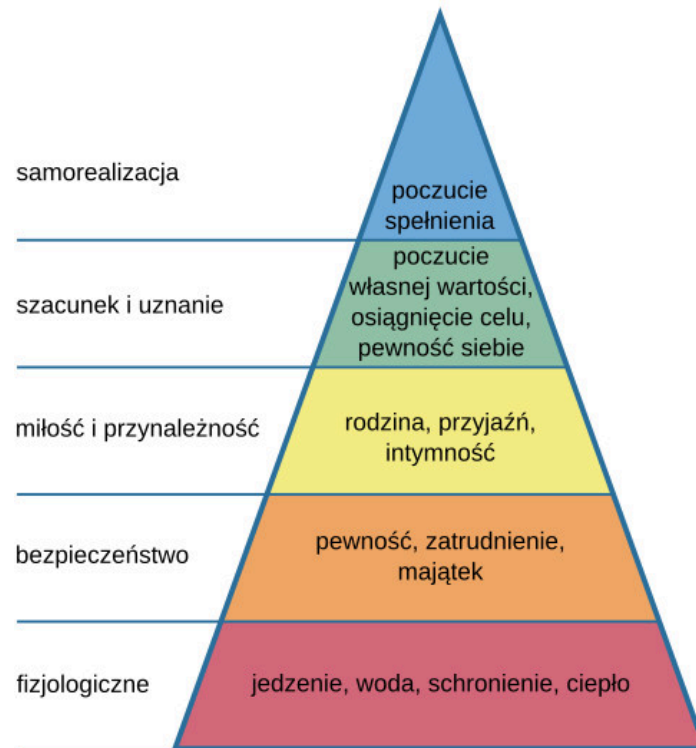 samorealizacja
poczucie
spełnienia
szacunek i uznanie
poczucie
własnej wartości,
osiągnięcie celu,
pewność siebie
miłość i przynależność
rodzina, przyjaźń,
intymność
bezpieczeństwo
pewność, zatrudnienie,
majątek
fizjologiczne
jedzenie, woda, schronienie, ciepło